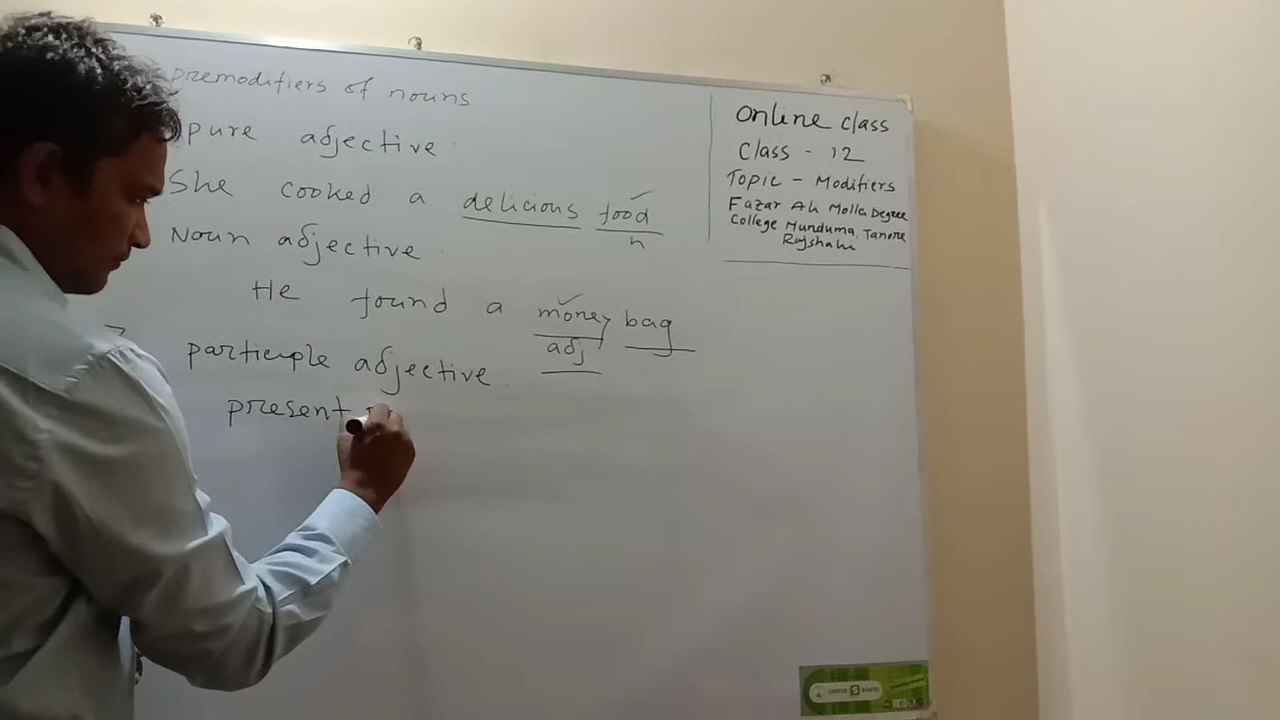 premodifiers of nouns
pure adjective
She cooked a delicious food
n
Noun adjective
He found a money bag
adj
participle adjective
present
Online class
Class - 12
Topic - Modifiers
Fazar Ali Molla Degree
College Munduma, Tanore
Rajshahi